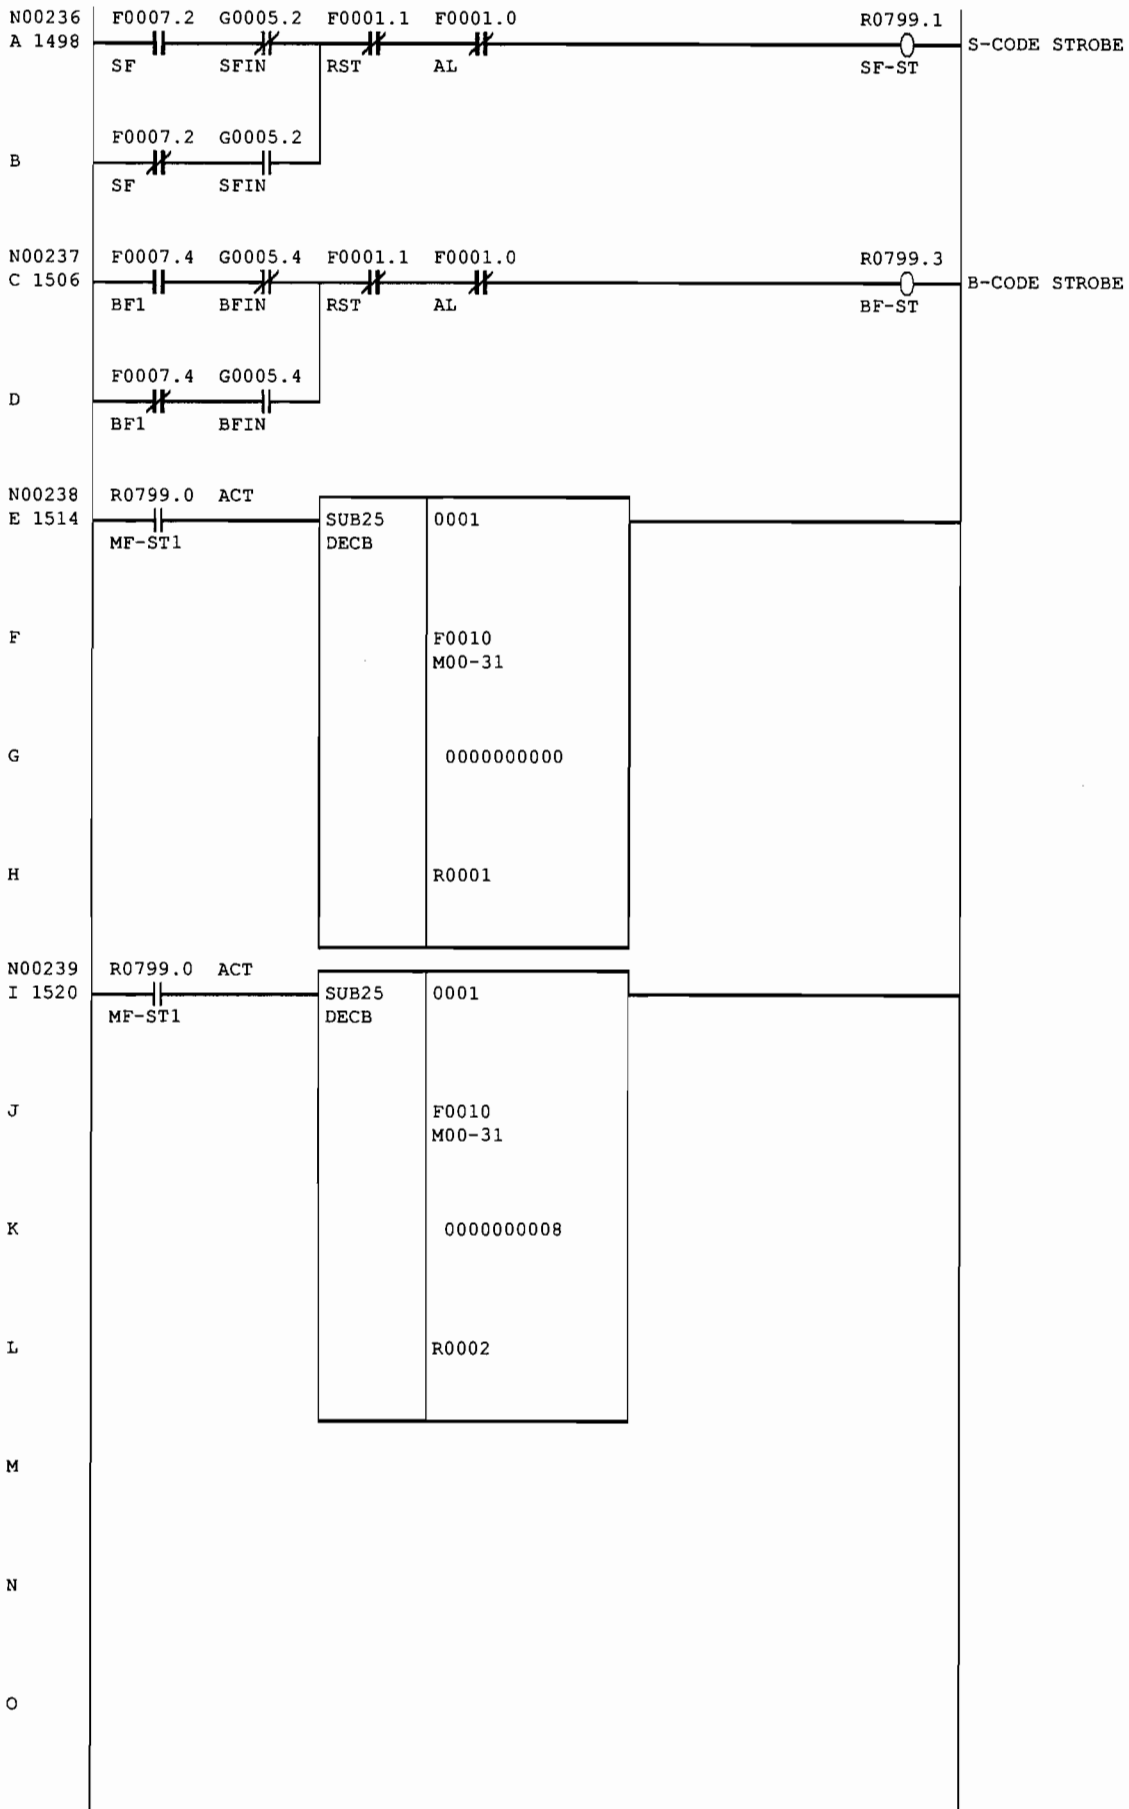 N00236 F0007.2 G0005.2 F0001.1 F0001.0 R0799.1
A 1498 S-CODE STROBE
SF SFIN RST AL SF-ST
F0007.2 G0005.2
B
SF SFIN
N00237 F0007.4 G0005.4 F0001.1 F0001.0 R0799.3
C 1506 B-CODE STROBE
BF1 BFIN RST AL BF-ST
F0007.4 G0005.4
D
BF1 BFIN
N00238 R0799.0 ACT
E 1514 SUB25 0001
MF-ST1 DECB
F F0010
M00-31
G 0000000000
H R0001
N00239 R0799.0 ACT
I 1520 SUB25 0001
MF-ST1 DECB
J F0010
M00-31
K 0000000008
L R0002
M
N
O